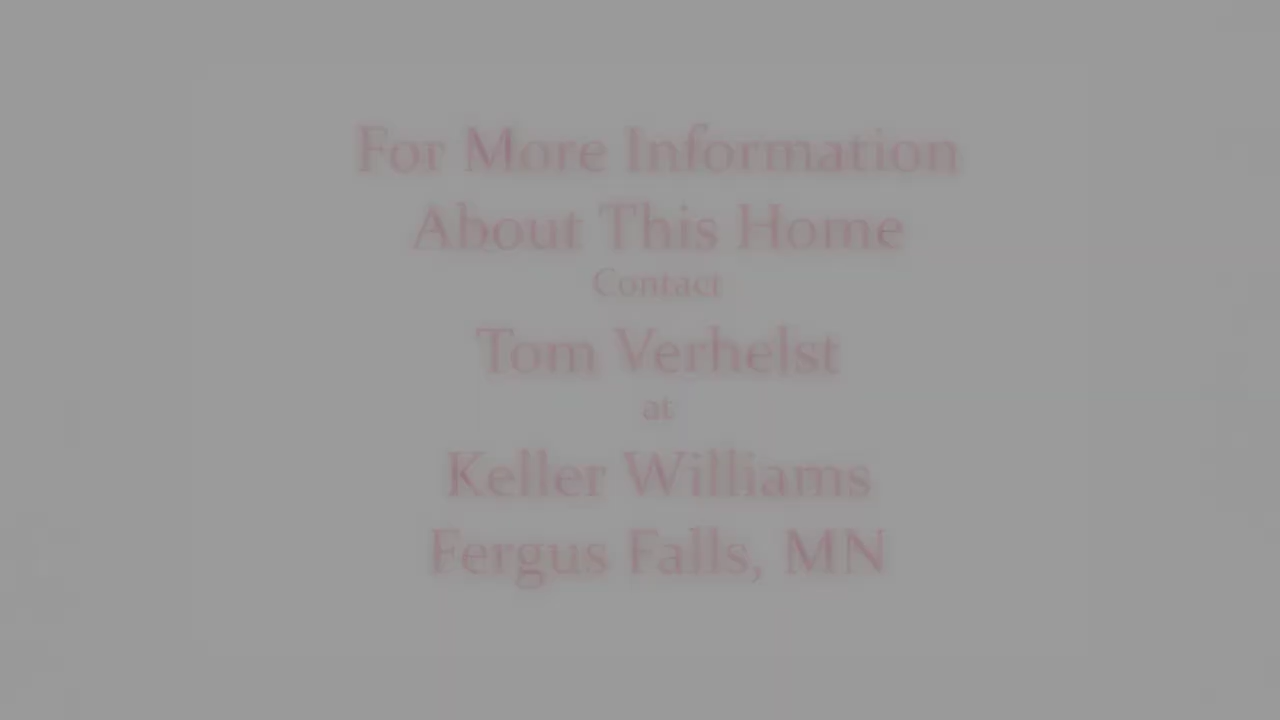 For More Information
About This Home
Contact
Tom Verhelst
at
Keller Williams
Fergus Falls, MN